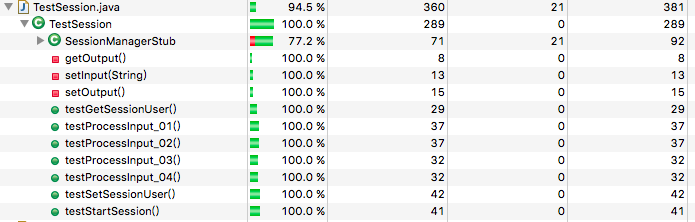 TestSession.java 94.5 % 360 21 381
TestSession 100.0 % 289 0 289
SessionManagerStub 77.2 % 71 21 92
getOutput() 100.0 % 8 0 8
setInput(String) 100.0 % 13 0 13
setOutput() 100.0 % 15 0 15
testGetSessionUser() 100.0 % 29 0 29
testProcessInput_01() 100.0 % 37 0 37
testProcessInput_02() 100.0 % 37 0 37
testProcessInput_03() 100.0 % 32 0 32
testProcessInput_04() 100.0 % 32 0 32
testSetSessionUser() 100.0 % 42 0 42
testStartSession() 100.0 % 41 0 41